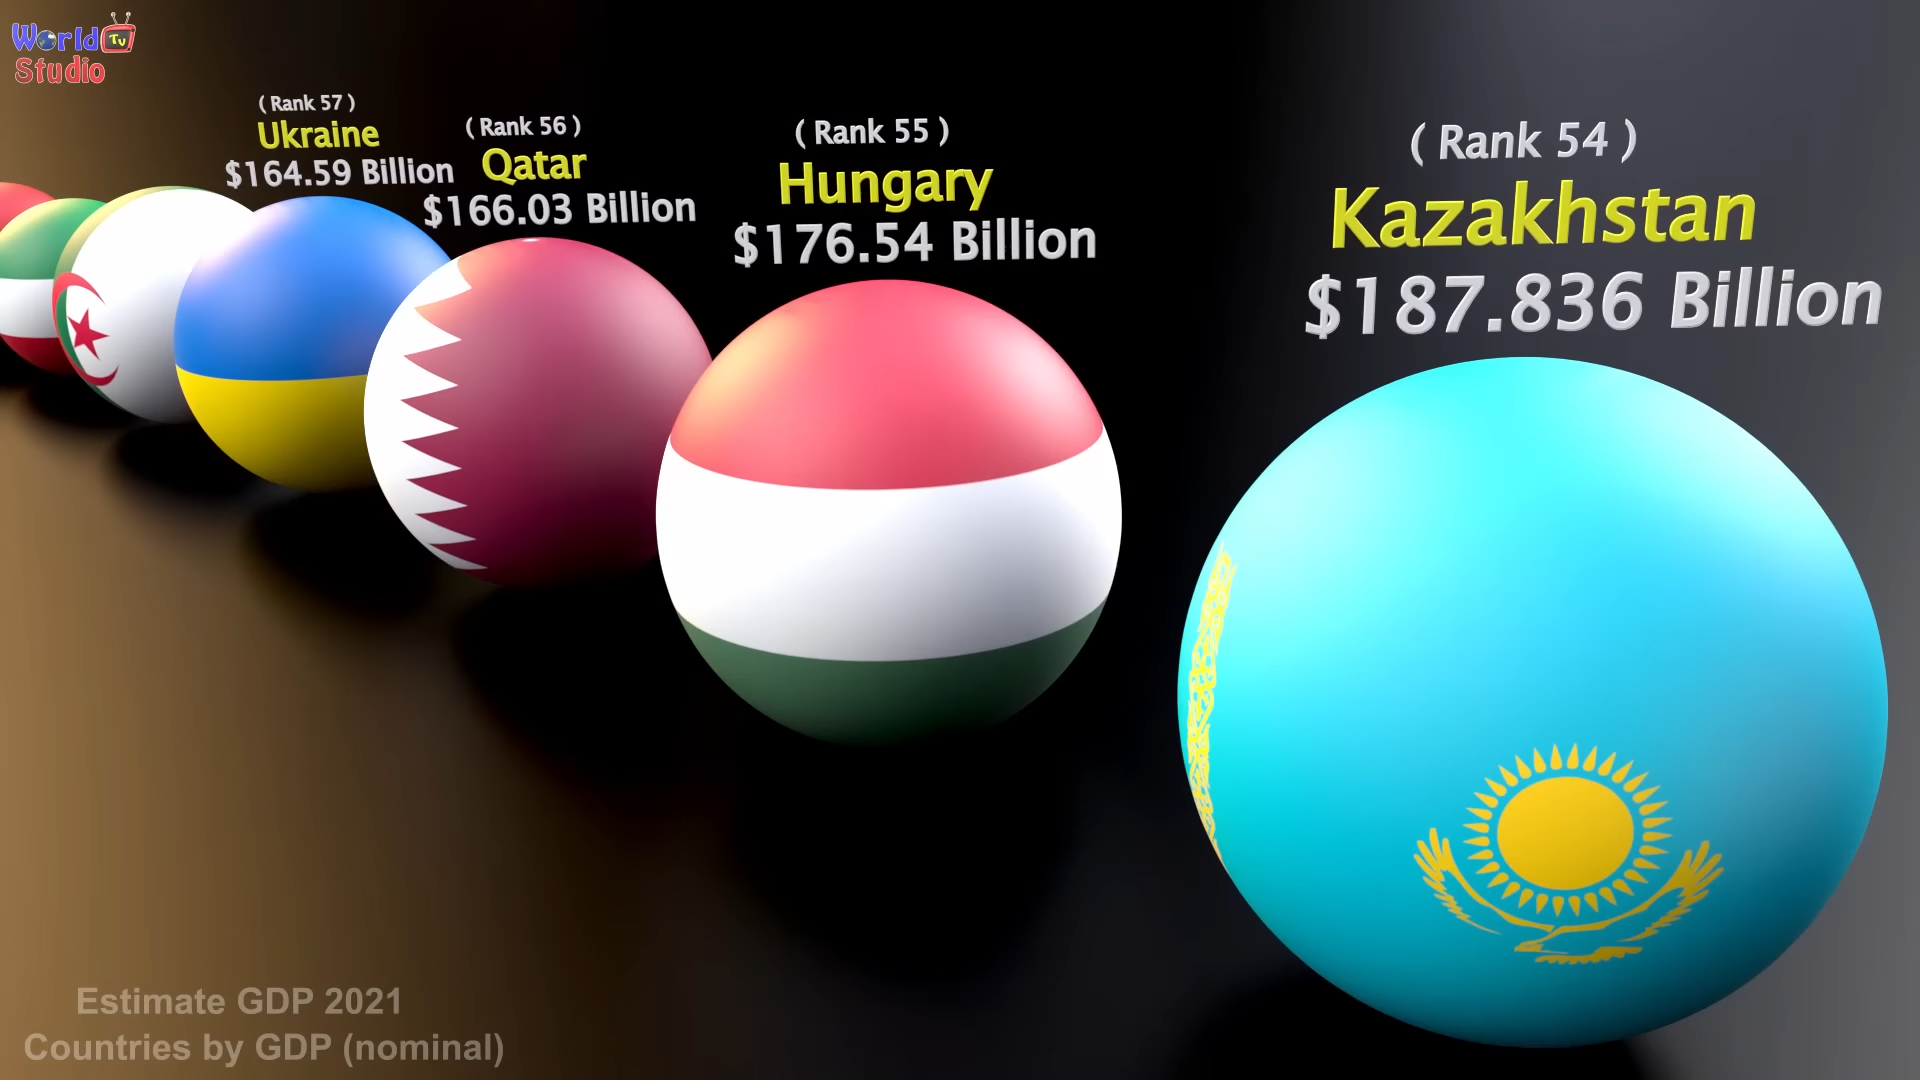 World Tv
Studio
( Rank 57 )
Ukraine
$164.59 Billion
( Rank 56 )
Qatar
$166.03 Billion
( Rank 55 )
Hungary
$176.54 Billion
( Rank 54 )
Kazakhstan
$187.836 Billion
Estimate GDP 2021
Countries by GDP (nominal)